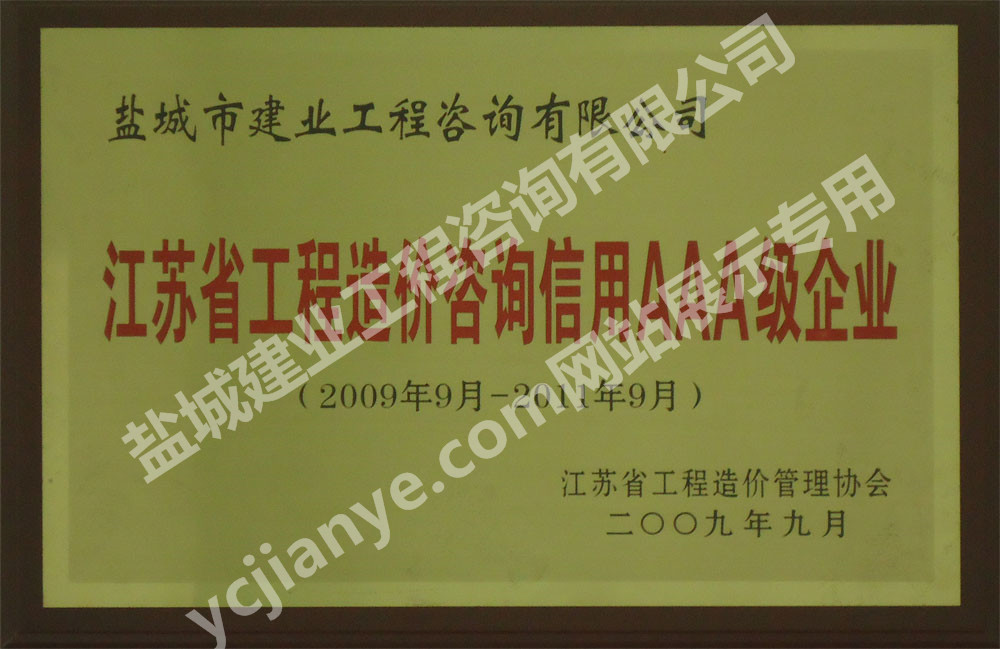 盐城市建业工程咨询有限公司
江苏省工程造价咨询信用AAA级企业
(2009年9月-2011年9月)
江苏省工程造价管理协会
二〇〇九年九月
盐城建业工程咨询有限公司
ycjianye.com网站展示专用